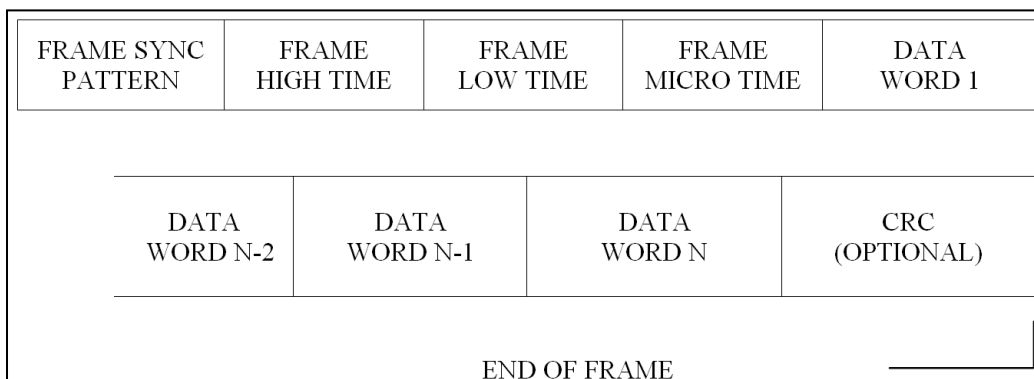 FRAME SYNC
PATTERN
FRAME
HIGH TIME
FRAME
LOW TIME
FRAME
MICRO TIME
DATA
WORD 1
DATA
WORD N-2
DATA
WORD N-1
DATA
WORD N
CRC
(OPTIONAL)
END OF FRAME